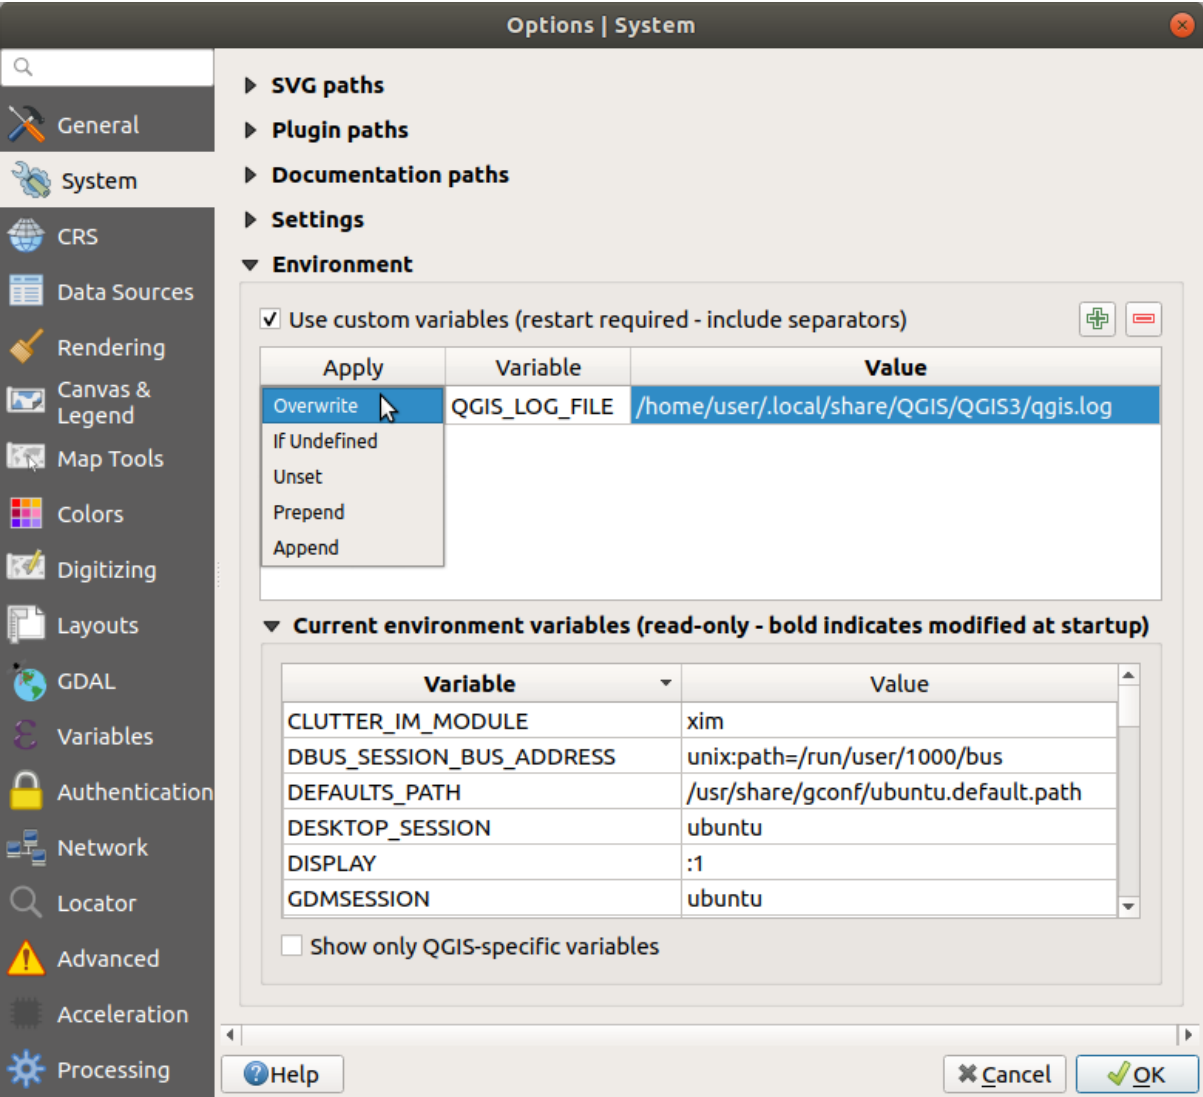 Options | System
General
System
CRS
Data Sources
Rendering
Canvas &
Legend
Map Tools
Colors
Digitizing
Layouts
GDAL
Variables
Authentication
Network
Locator
Advanced
Acceleration
Processing
SVG paths
Plugin paths
Documentation paths
Settings
Environment
Use custom variables (restart required - include separators)
Apply Variable Value
Overwrite QGIS_LOG_FILE /home/user/.local/share/QGIS/QGIS3/qgis.log
If Undefined
Unset
Prepend
Append
Current environment variables (read-only - bold indicates modified at startup)
Variable Value
CLUTTER_IM_MODULE xim
DBUS_SESSION_BUS_ADDRESS unix:path=/run/user/1000/bus
DEFAULTS_PATH /usr/share/gconf/ubuntu.default.path
DESKTOP_SESSION ubuntu
DISPLAY :1
GDMSESSION ubuntu
Show only QGIS-specific variables
Help Cancel OK